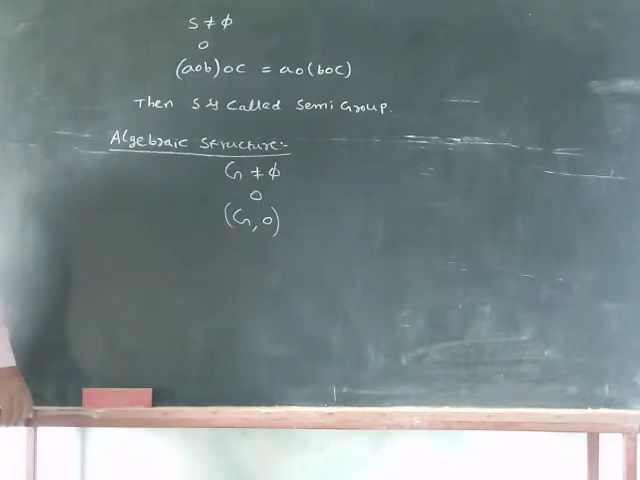 S ≠ φ
o
(aob)oc = ao(boc)
Then S is Called Semi Group.
Algebraic Structure:-
G ≠ φ
o
(G, o)